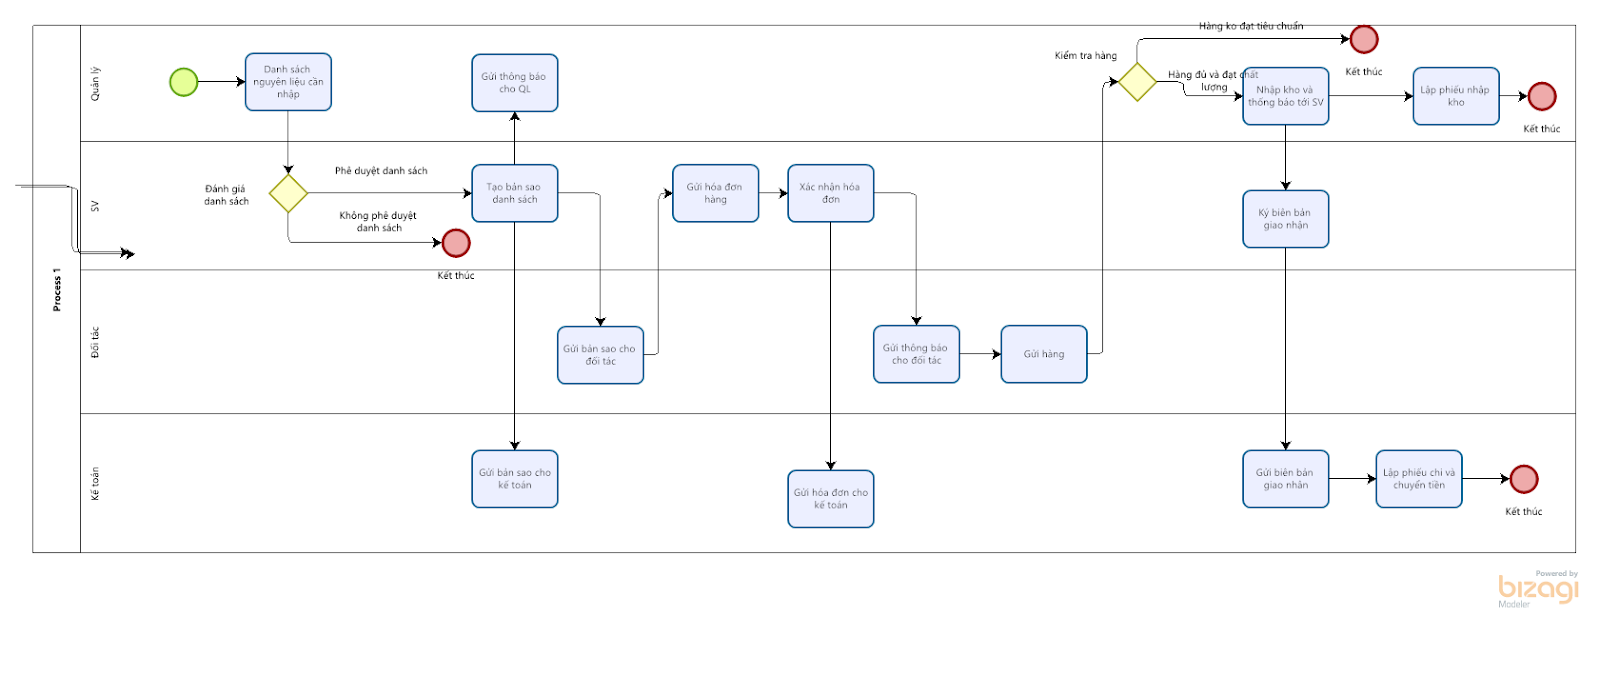 Process 1
Quản lý
Danh sách
nguyên liệu cần
nhập
Gửi thông báo
cho QL
Kiểm tra hàng
Hàng ko đạt tiêu chuẩn
Kết thúc
Hàng đủ và đạt chất
lượng
Nhập kho và
thông báo tới SV
Lập phiếu nhập
kho
Kết thúc
SV
Đánh giá
danh sách
Phê duyệt danh sách
Không phê duyệt
danh sách
Kết thúc
Tạo bản sao
danh sách
Gửi hóa đơn
hàng
Xác nhận hóa
đơn
Ký biên bản
giao nhận
Đối tác
Gửi bản sao cho
đối tác
Gửi thông báo
cho đối tác
Gửi hàng
Kế toán
Gửi bản sao cho
kế toán
Gửi hóa đơn cho
kế toán
Gửi biên bản
giao nhận
Lập phiếu chi và
chuyển tiền
Kết thúc
Powered by
bizagi
Modeler